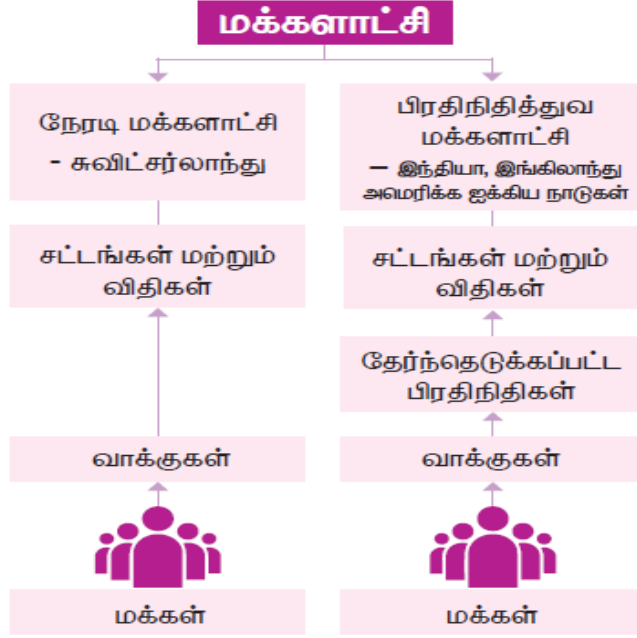 மக்களாட்சி
நேரடி மக்களாட்சி
- சுவிட்சர்லாந்து
சட்டங்கள் மற்றும்
விதிகள்
வாக்குகள்
மக்கள்
பிரதிநிதித்துவ
மக்களாட்சி
— இந்தியா, இங்கிலாந்து
அமெரிக்க ஐக்கிய நாடுகள்
சட்டங்கள் மற்றும்
விதிகள்
தேர்ந்தெடுக்கப்பட்ட
பிரதிநிதிகள்
வாக்குகள்
மக்கள்